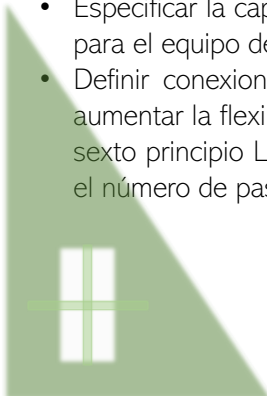 • Especificar la cap
para el equipo de
• Definir conexion
aumentar la flexi
sexto principio L
el número de pas